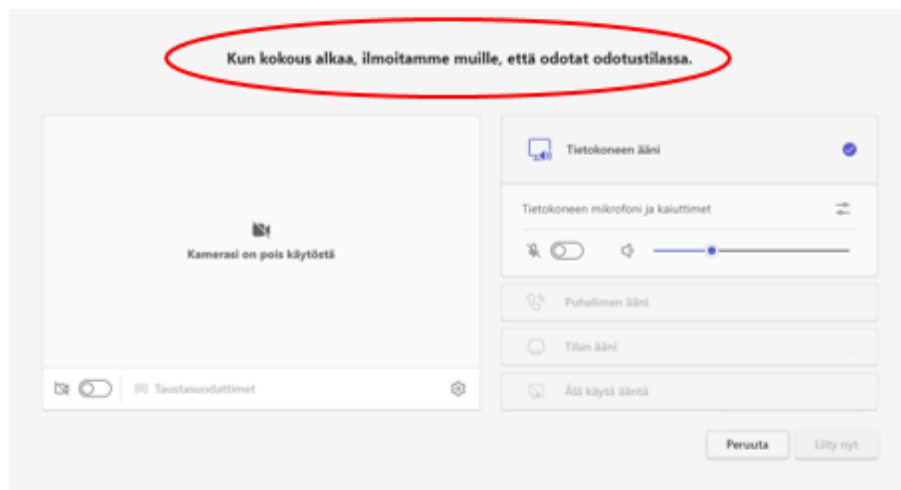 Kun kokous alkaa, ilmoitamme muille, että odotat odotustilassa.
Kamerasi on pois käytöstä
Taustasuodattimet
Tietokoneen ääni
Tietokoneen mikrofoni ja kaiuttimet
Puhelimen ääni
Tilan ääni
Älä käytä ääntä
Peruuta
Liity nyt